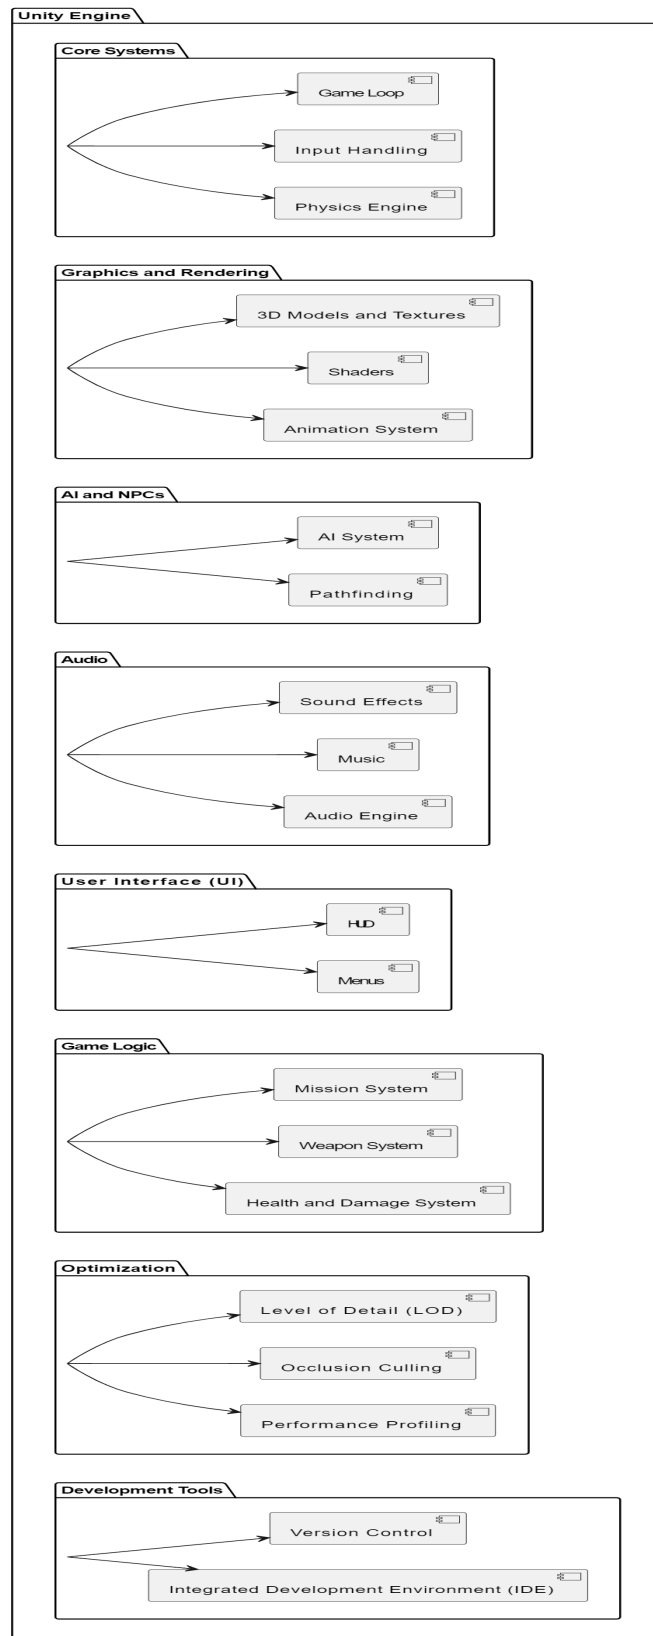 Unity Engine
Core Systems
Game Loop
Input Handling
Physics Engine
Graphics and Rendering
3D Models and Textures
Shaders
Animation System
AI and NPCs
AI System
Pathfinding
Audio
Sound Effects
Music
Audio Engine
User Interface (UI)
HUD
Menus
Game Logic
Mission System
Weapon System
Health and Damage System
Optimization
Level of Detail (LOD)
Occlusion Culling
Performance Profiling
Development Tools
Version Control
Integrated Development Environment (IDE)